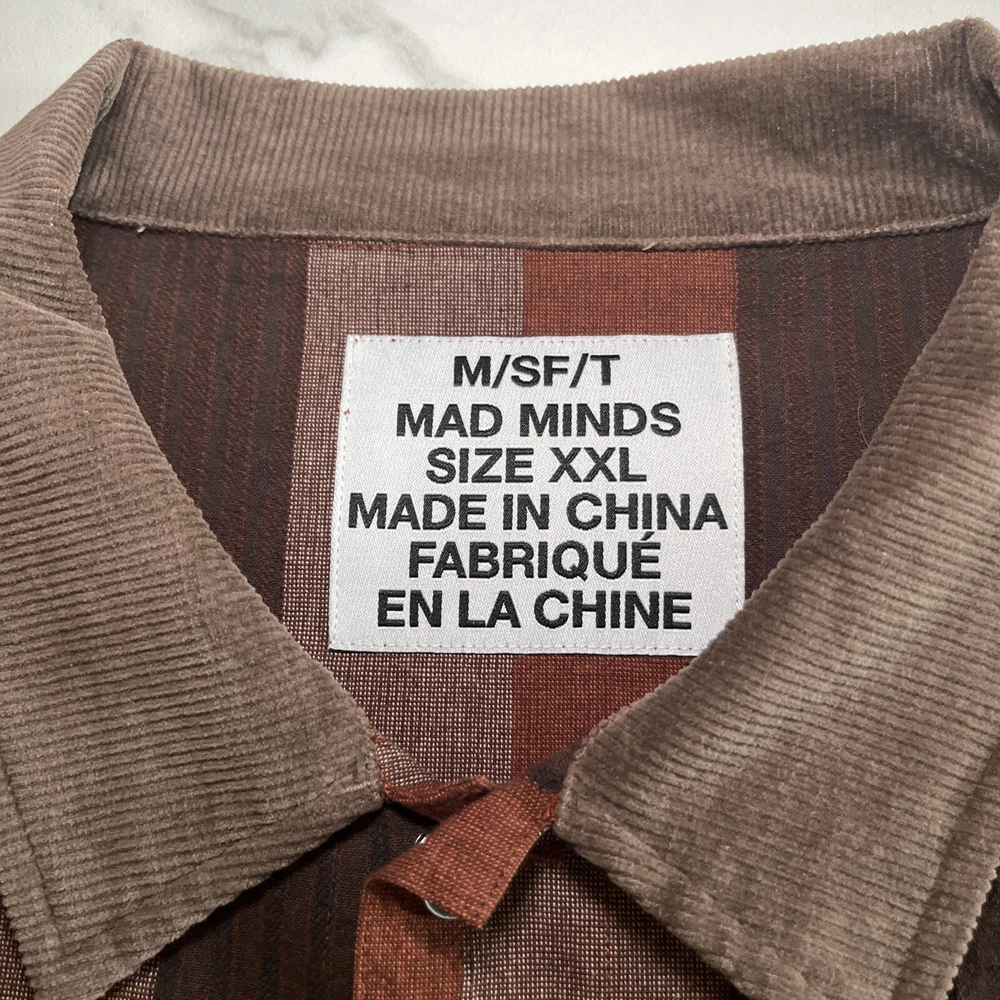 M/SF/T
MAD MINDS
SIZE XXL
MADE IN CHINA
FABRIQUÉ
EN LA CHINE